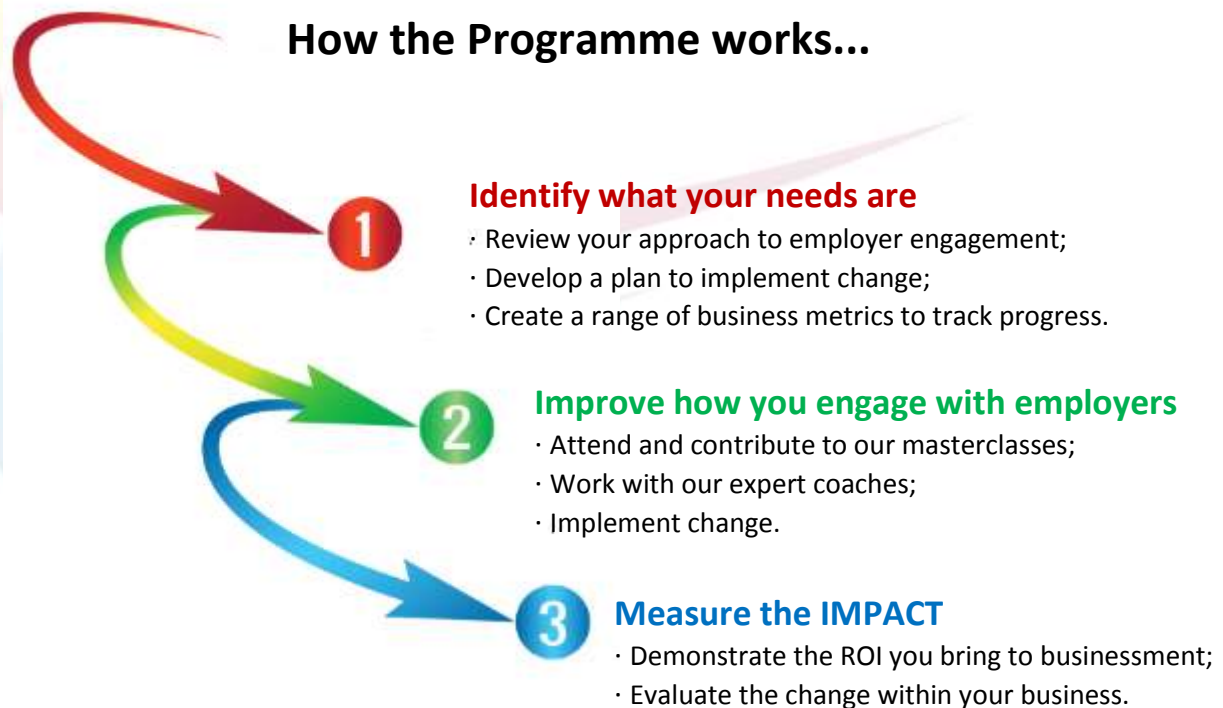 How the Programme works...
1
Identify what your needs are
· Review your approach to employer engagement;
· Develop a plan to implement change;
· Create a range of business metrics to track progress.
2
Improve how you engage with employers
· Attend and contribute to our masterclasses;
· Work with our expert coaches;
· Implement change.
3
Measure the IMPACT
· Demonstrate the ROI you bring to businessment;
· Evaluate the change within your business.